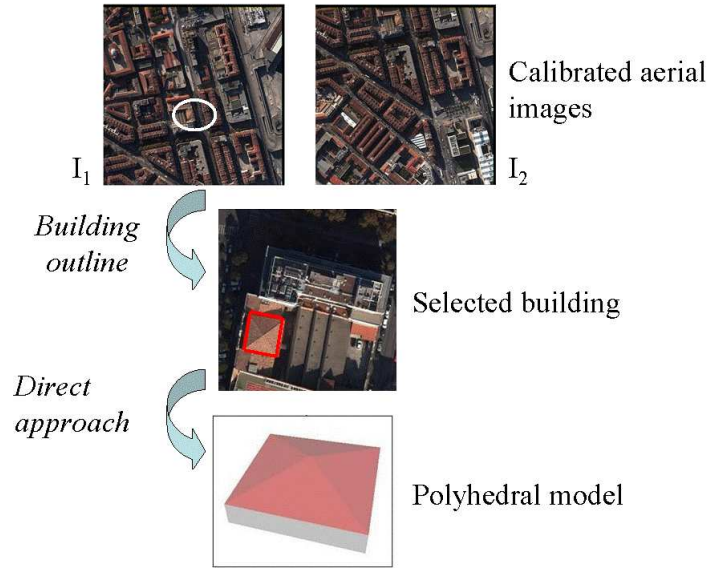 Calibrated aerial
images
I1
I2
Building
outline
Selected building
Direct
approach
Polyhedral model